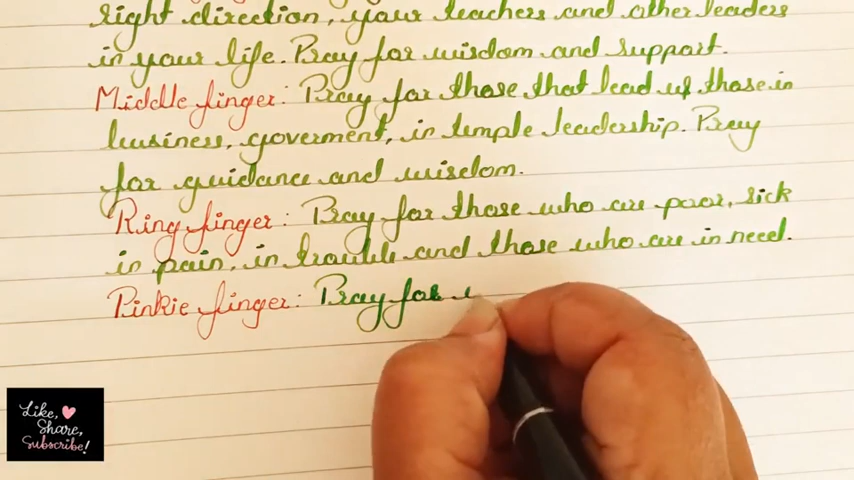 right direction, your teachers and other leaders
in your life. Pray for wisdom and support.
Middle finger: Pray for those that lead us those in
business, goverment, in temple leadership. Pray
for guidance and wisdom.
Ring finger: Pray for those who are poor, sick
in pain, in trouble and those who are in need.
Pinkie finger: Pray for
Like,
Share,
Subscribe!